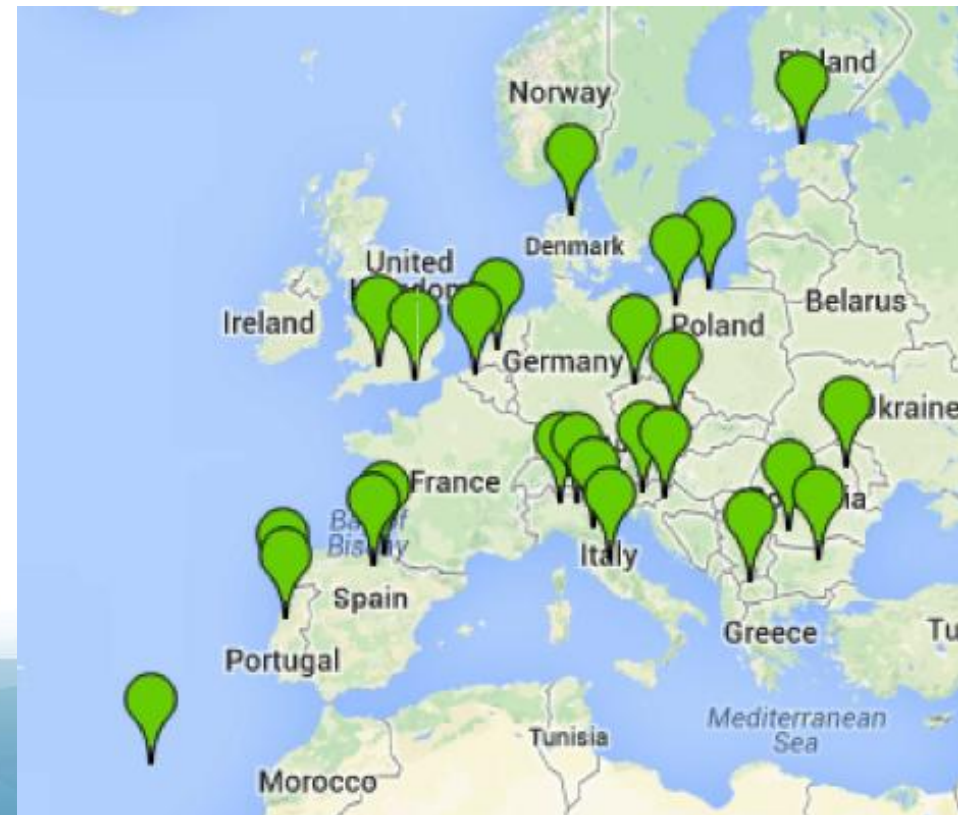 Norway
Denmark
United
Ireland
Belarus
Poland
Germany
France
Italy
Spain
Portugal
Greece
Mediterranean
Sea
Tunisia
Morocco